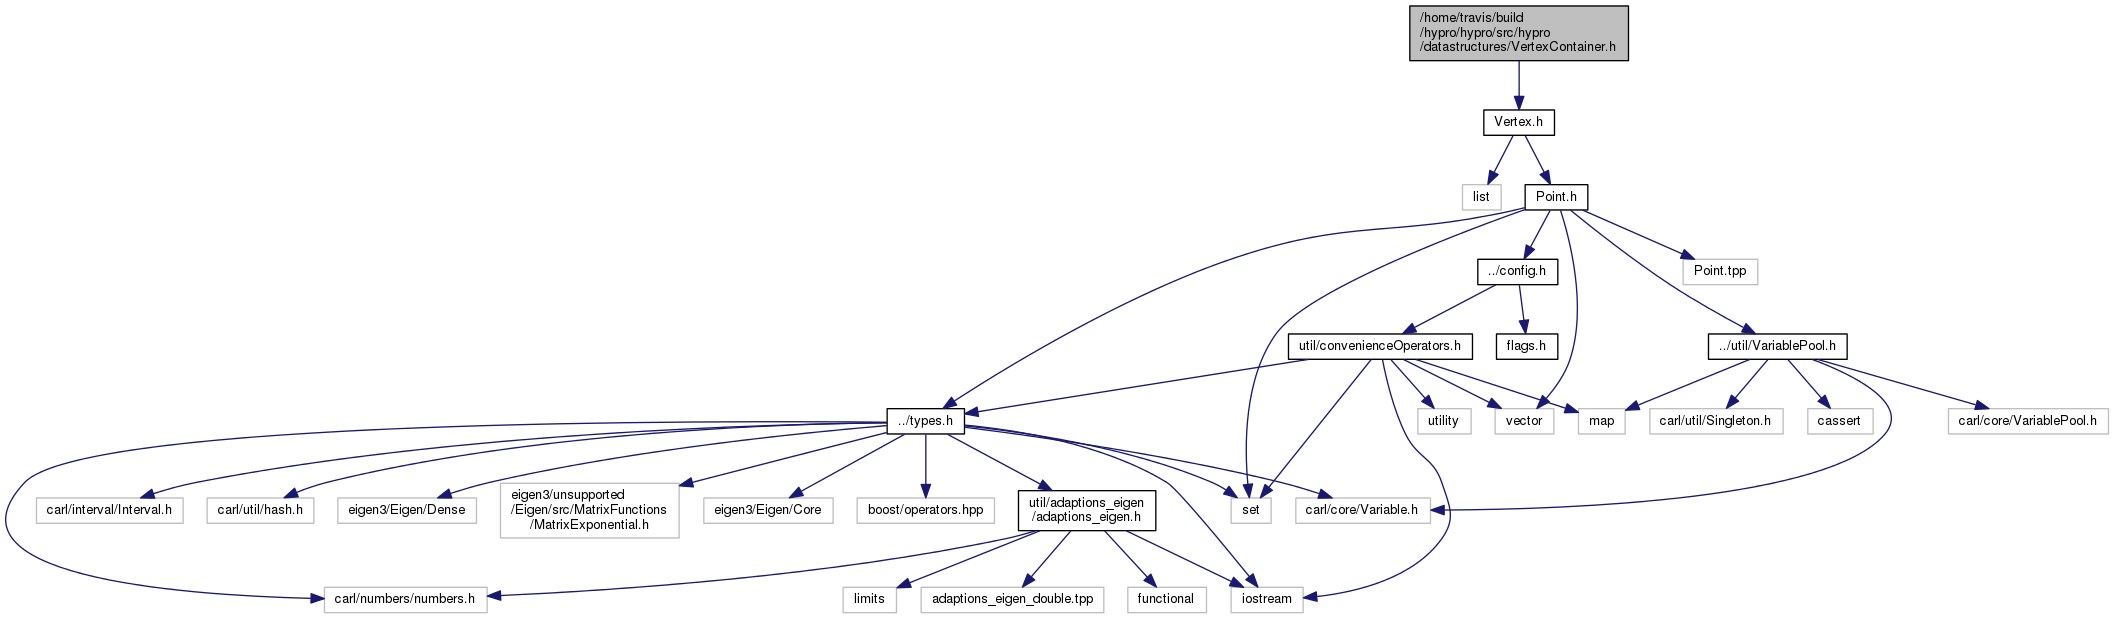 /home/travis/build
/hypro/hypro/src/hypro
/datastructures/VertexContainer.h
Vertex.h
list
Point.h
../config.h
Point.tpp
util/convenienceOperators.h
flags.h
../util/VariablePool.h
../types.h
utility
vector
map
carl/util/Singleton.h
cassert
carl/core/VariablePool.h
carl/interval/Interval.h
carl/util/hash.h
eigen3/Eigen/Dense
eigen3/unsupported
/Eigen/src/MatrixFunctions
/MatrixExponential.h
eigen3/Eigen/Core
boost/operators.hpp
util/adaptions_eigen
/adaptions_eigen.h
set
carl/core/Variable.h
carl/numbers/numbers.h
limits
adaptions_eigen_double.tpp
functional
iostream